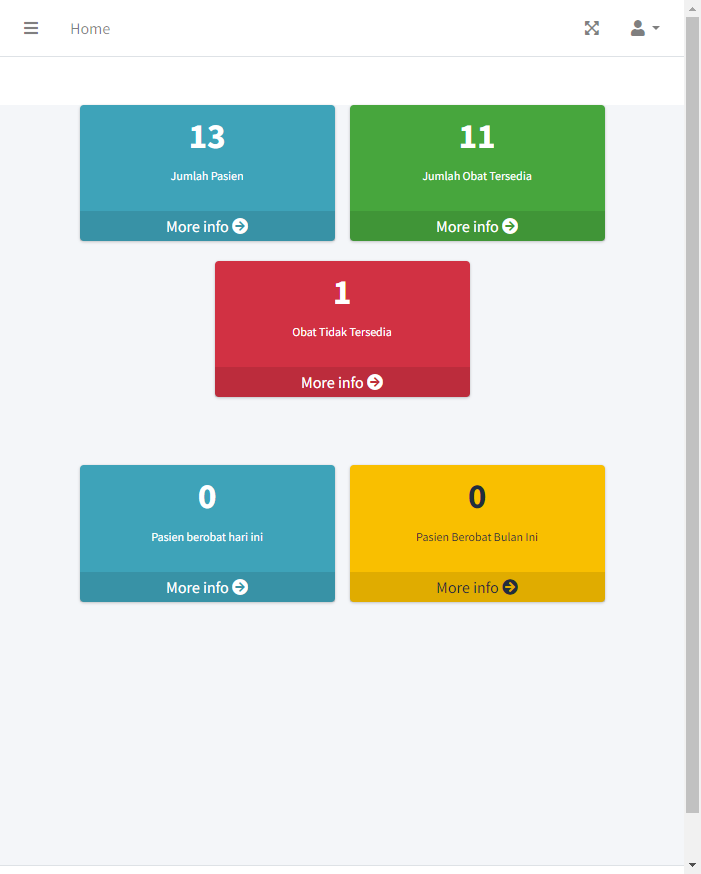 Home
13
Jumlah Pasien
More info
11
Jumlah Obat Tersedia
More info
1
Obat Tidak Tersedia
More info
0
Pasien berobat hari ini
More info
0
Pasien Berobat Bulan Ini
More info